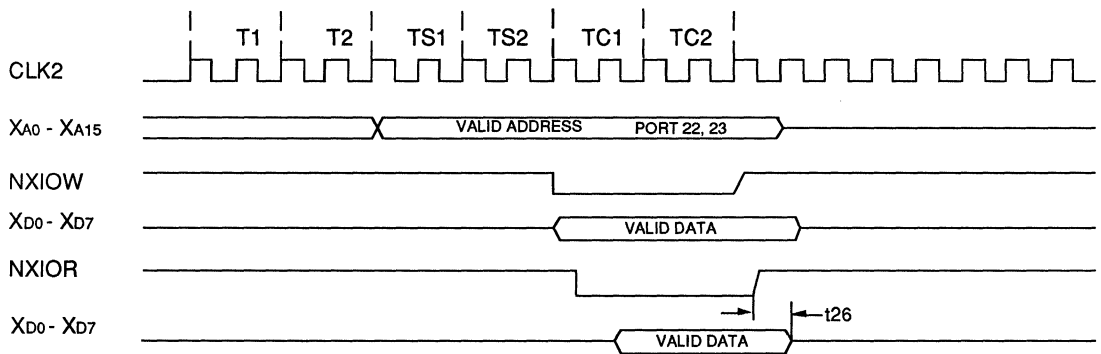 T1 T2 TS1 TS2 TC1 TC2
CLK2
XA0 - XA15 VALID ADDRESS PORT 22, 23
NXIOW
XD0 - XD7 VALID DATA
NXIOR
t26
XD0 - XD7 VALID DATA